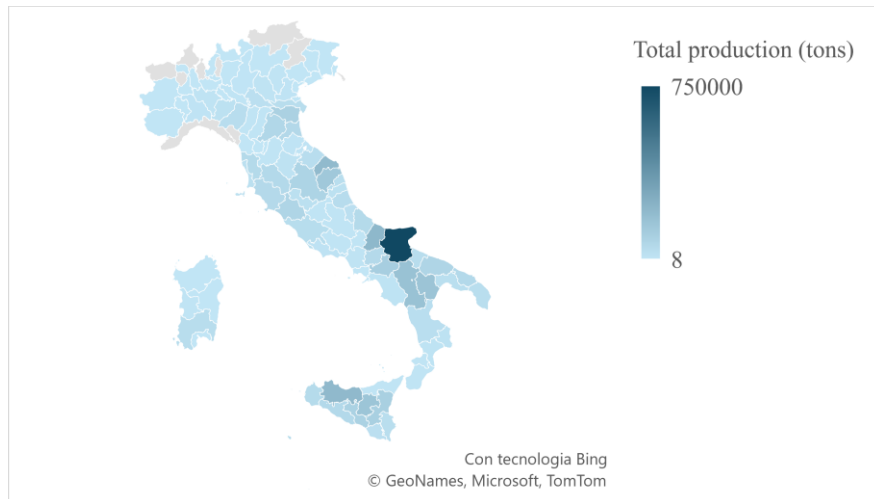 Total production (tons)
750000
8
Con tecnologia Bing
© GeoNames, Microsoft, TomTom